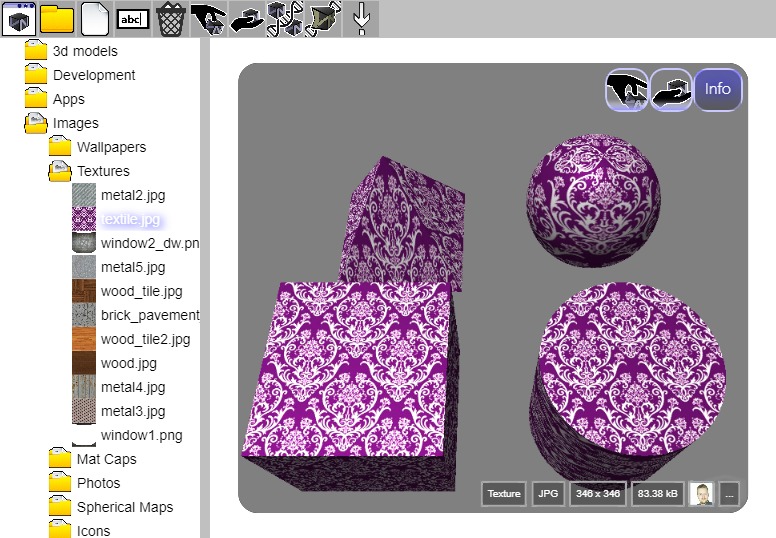 abc
Info
3d models
Development
Apps
Images
Wallpapers
Textures
metal2.jpg
textile.jpg
window2_dw.pn
metal5.jpg
wood_tile.jpg
brick_pavement
wood_tile2.jpg
wood.jpg
metal4.jpg
metal3.jpg
window1.png
Mat Caps
Photos
Spherical Maps
Icons
Texture JPG 346 x 346 83.38 kB ...